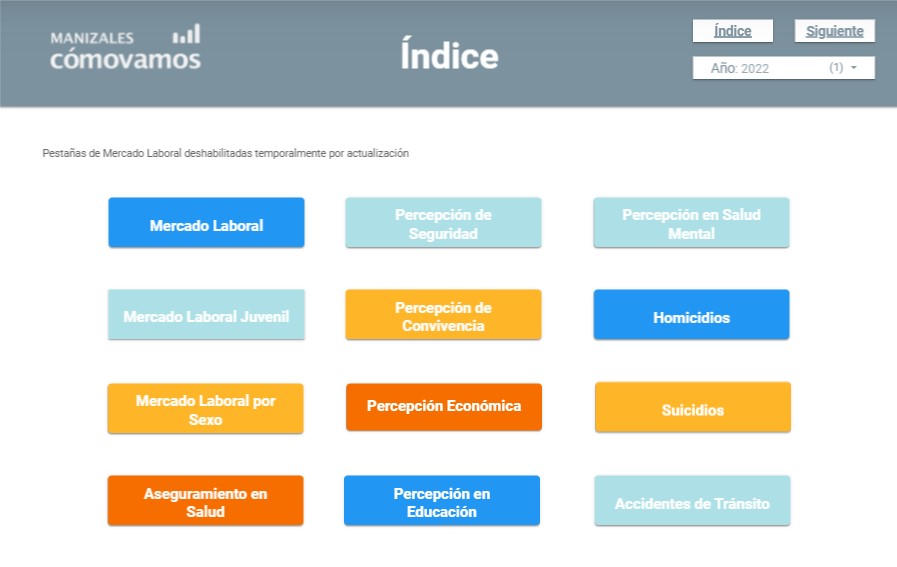 MANIZALES
cómovamos
Índice
Índice
Siguiente
Año: 2022 (1)
Pestañas de Mercado Laboral deshabilitadas temporalmente por actualización
Mercado Laboral
Percepción de
Seguridad
Percepción en Salud
Mental
Mercado Laboral Juvenil
Percepción de
Convivencia
Homicidios
Mercado Laboral por
Sexo
Percepción Económica
Suicidios
Aseguramiento en
Salud
Percepción en
Educación
Accidentes de Tránsito